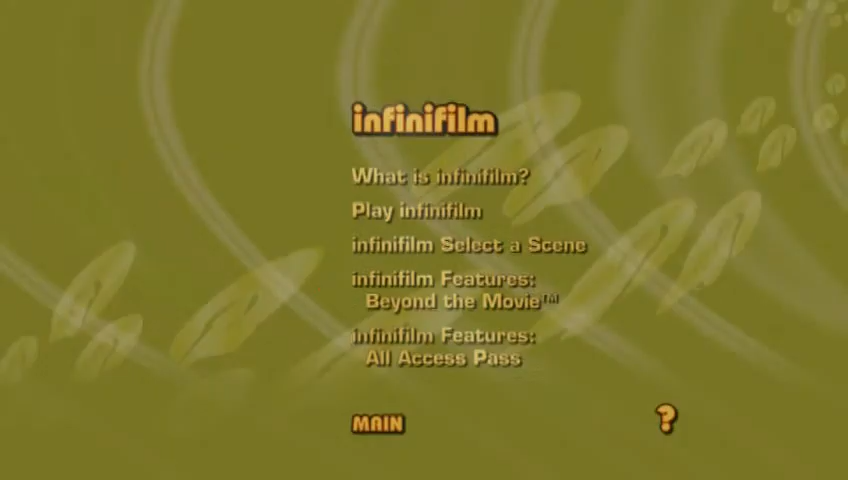 infinifilm
What is infinifilm?
Play infinifilm
infinifilm Select a Scene
infinifilm Features:
Beyond the Movie™
infinifilm Features:
All Access Pass
MAIN
?